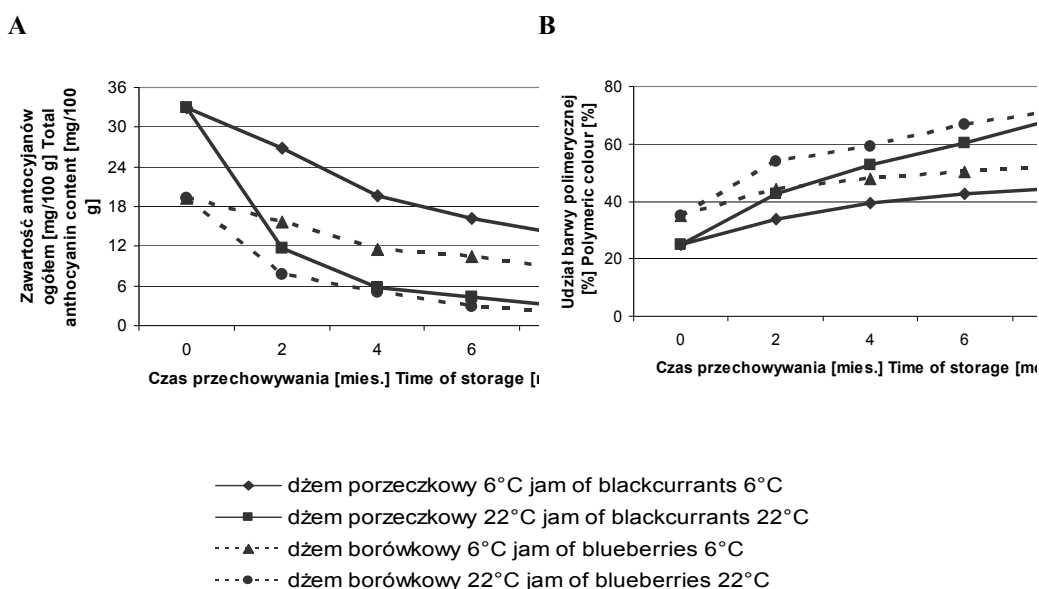 A
B
Zawartość antocyjanów
ogółem [mg/100 g] Total
anthocyanin content [mg/100
g]
36
30
24
18
12
6
0
0 2 4 6
Czas przechowywania [mies.] Time of storage [
Udział barwy polimerycznej
[%] Polymeric colour [%]
80
60
40
20
0
0 2 4 6
Czas przechowywania [mies.] Time of storage [mo
dżem porzeczkowy 6°C jam of blackcurrants 6°C
dżem porzeczkowy 22°C jam of blackcurrants 22°C
dżem borówkowy 6°C jam of blueberries 6°C
dżem borówkowy 22°C jam of blueberries 22°C